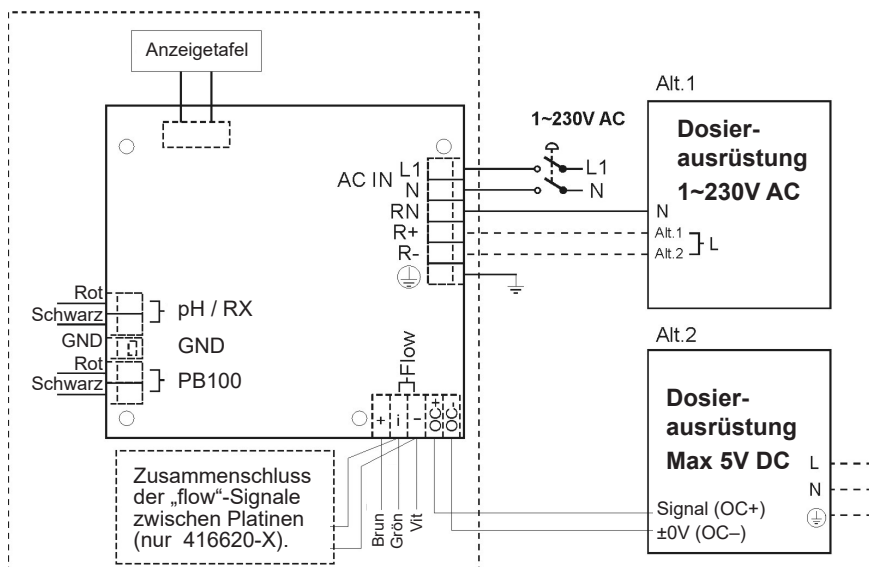 Anzeigetafel
Alt.1
1~230V AC
Dosier-
ausrüstung
1~230V AC
AC IN
L1
N
RN
R+
R-
L1
N
N
Alt.1
Alt.2
L
Rot
Schwarz
pH / RX
GND
GND
Rot
Schwarz
PB100
Flow
+
i
–
OC+
OC-
Alt.2
Dosier-
ausrüstung
Max 5V DC
L
N
Signal (OC+)
±0V (OC–)
Zusammenschluss
der „flow“-Signale
zwischen Platinen
(nur 416620-X).
Brun
Grön
Vit